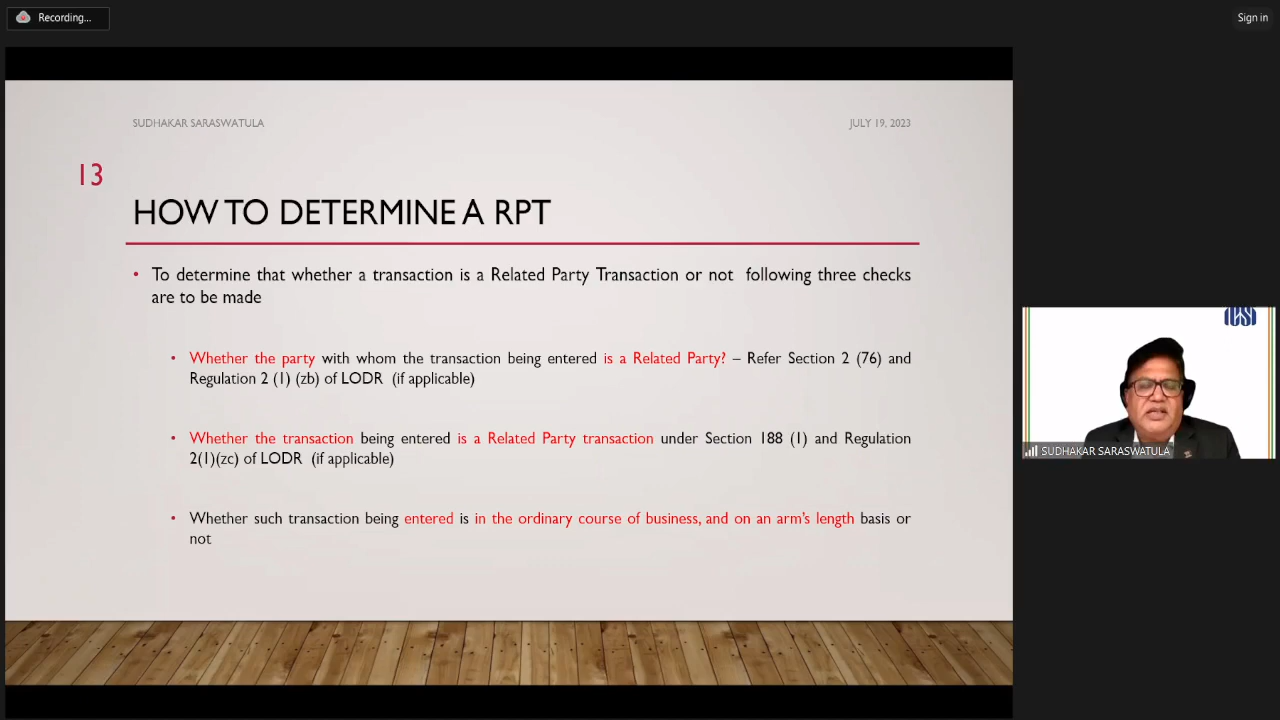 Recording...
Sign in
SUDHAKAR SARASWATULA
JULY 19, 2023
13
HOW TO DETERMINE A RPT
• To determine that whether a transaction is a Related Party Transaction or not following three checks
are to be made
• Whether the party with whom the transaction being entered is a Related Party? – Refer Section 2 (76) and
Regulation 2 (1) (zb) of LODR (if applicable)
• Whether the transaction being entered is a Related Party transaction under Section 188 (1) and Regulation
2(1)(zc) of LODR (if applicable)
• Whether such transaction being entered is in the ordinary course of business, and on an arm's length basis or
not
ICSI
SUDHAKAR SARASWATULA